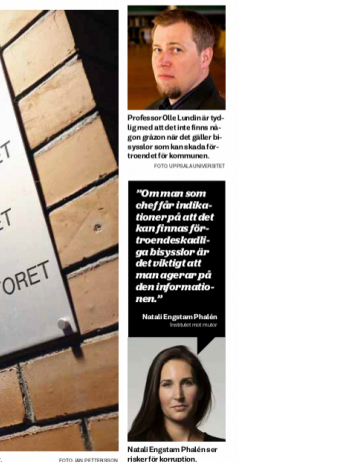 ET
ET
ORET
FOTO: JAN PETTERSSON
Professor Olle Lundin är tyd-
lig med att det inte finns nå-
gon gråzon när det gäller bi-
sysslor som kan skada för-
troendet för kommunen.
FOTO: UPPSALA UNIVERSITET
”Om man som
chef får indika-
tioner på att det
kan finnas för-
troendeskadli-
ga bisysslor är
det viktigt att
man agerar på
den informatio-
nen.”
Natali Engstam Phalén
Institutet mot mutor
Natali Engstam Phalén ser
risker för korruption.